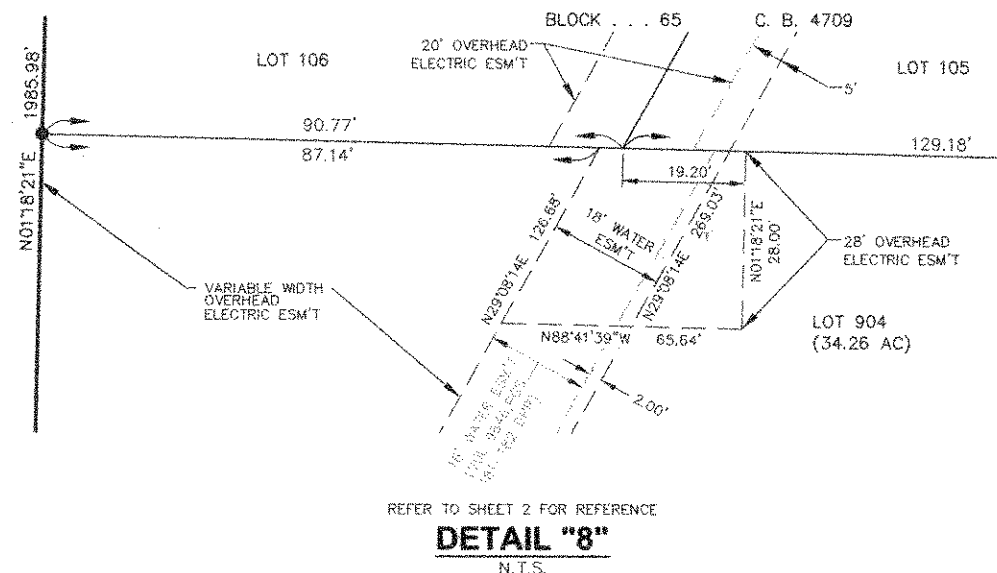 BLOCK . . . 65
C. B. 4709
20' OVERHEAD
ELECTRIC ESM'T
LOT 106
LOT 105
5'
1985.98'
N01°18'21"E
90.77'
87.14'
129.18'
19.20'
126.68'
N29°08'14E
18' WATER
ESM'T
269.03'
N29°08'14E
N01°18'21"E
28.00'
28' OVERHEAD
ELECTRIC ESM'T
VARIABLE WIDTH
OVERHEAD
ELECTRIC ESM'T
LOT 904
(34.26 AC)
N88°41'39"W 65.64'
2.00'
WATER ESM'T
REFER TO SHEET 2 FOR REFERENCE
DETAIL "8"
N.T.S.